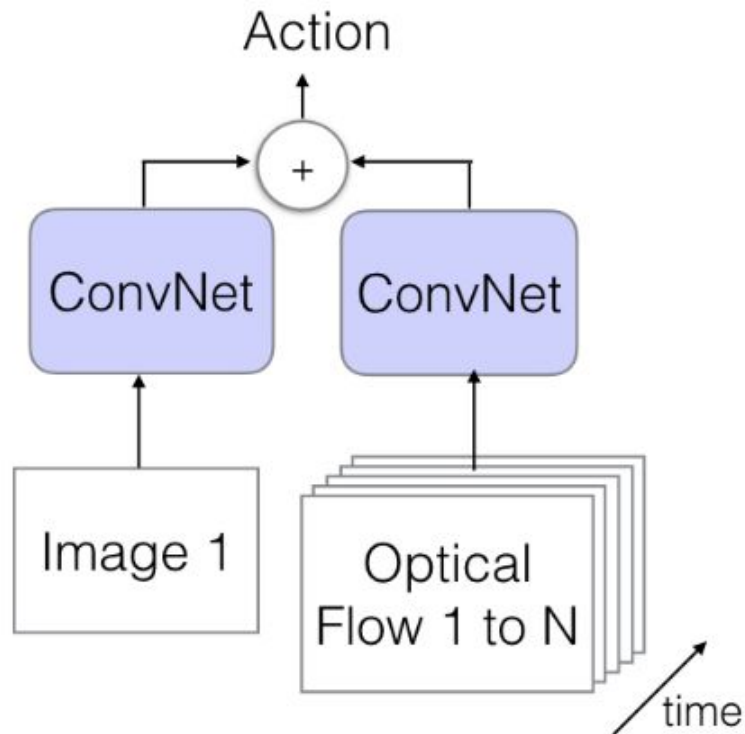 Action
+
ConvNet
ConvNet
Image 1
Optical
Flow 1 to N
time